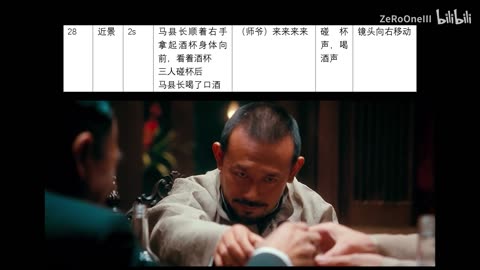 ZeRoOneIII bilibili
28 近景 2s 马县长顺着右手 （师爷）来来来来 碰杯 镜头向右移动
拿起酒杯身体向 声，喝
前，看着酒杯 酒声
三人碰杯后
马县长喝了口酒